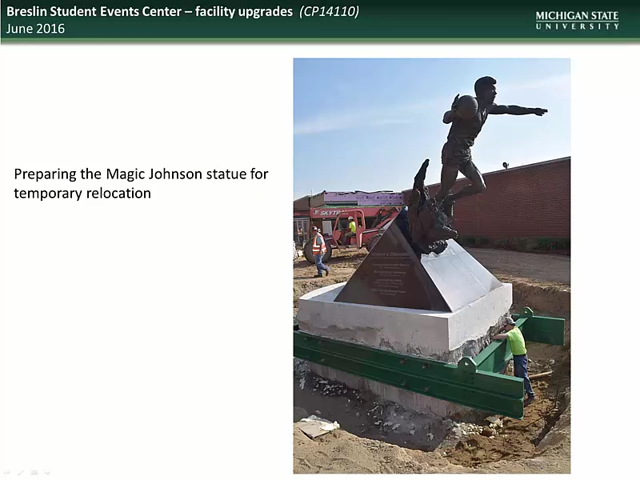 Breslin Student Events Center – facility upgrades (CP14110)
June 2016
MICHIGAN STATE
UNIVERSITY
Preparing the Magic Johnson statue for
temporary relocation